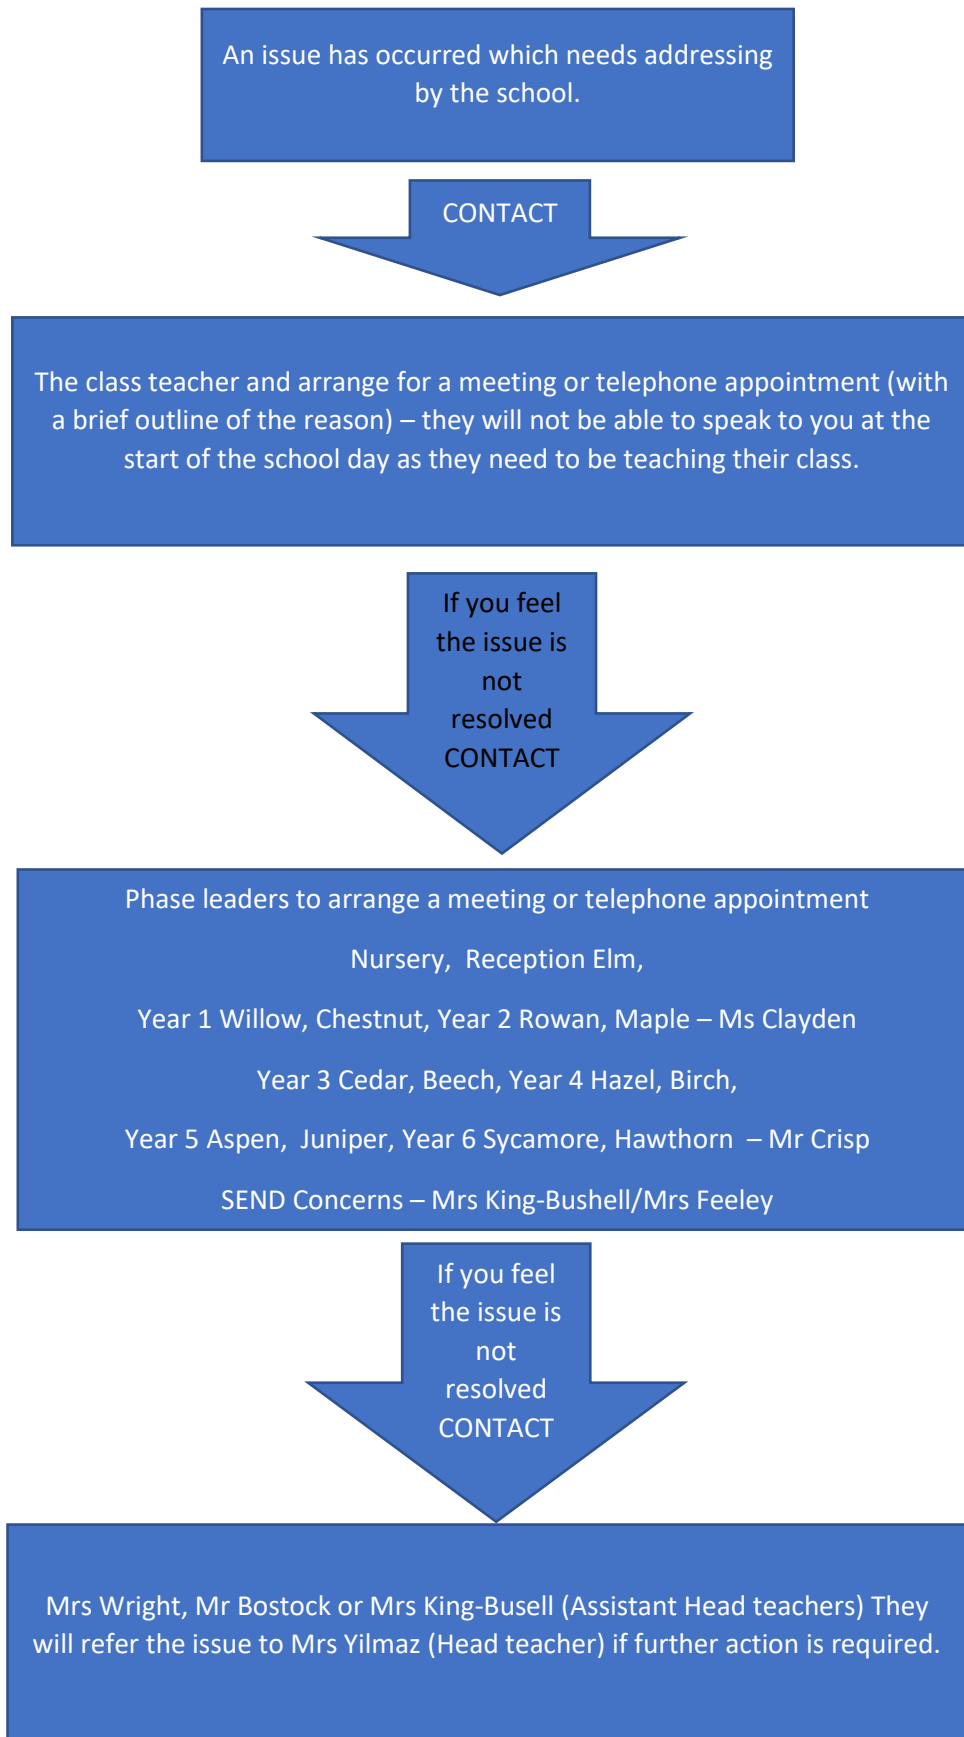 An issue has occurred which needs addressing
by the school.
CONTACT
The class teacher and arrange for a meeting or telephone appointment (with
a brief outline of the reason) – they will not be able to speak to you at the
start of the school day as they need to be teaching their class.
If you feel
the issue is
not
resolved
CONTACT
Phase leaders to arrange a meeting or telephone appointment
Nursery, Reception Elm,
Year 1 Willow, Chestnut, Year 2 Rowan, Maple – Ms Clayden
Year 3 Cedar, Beech, Year 4 Hazel, Birch,
Year 5 Aspen, Juniper, Year 6 Sycamore, Hawthorn – Mr Crisp
SEND Concerns – Mrs King-Bushell/Mrs Feeley
If you feel
the issue is
not
resolved
CONTACT
Mrs Wright, Mr Bostock or Mrs King-Busell (Assistant Head teachers) They
will refer the issue to Mrs Yilmaz (Head teacher) if further action is required.